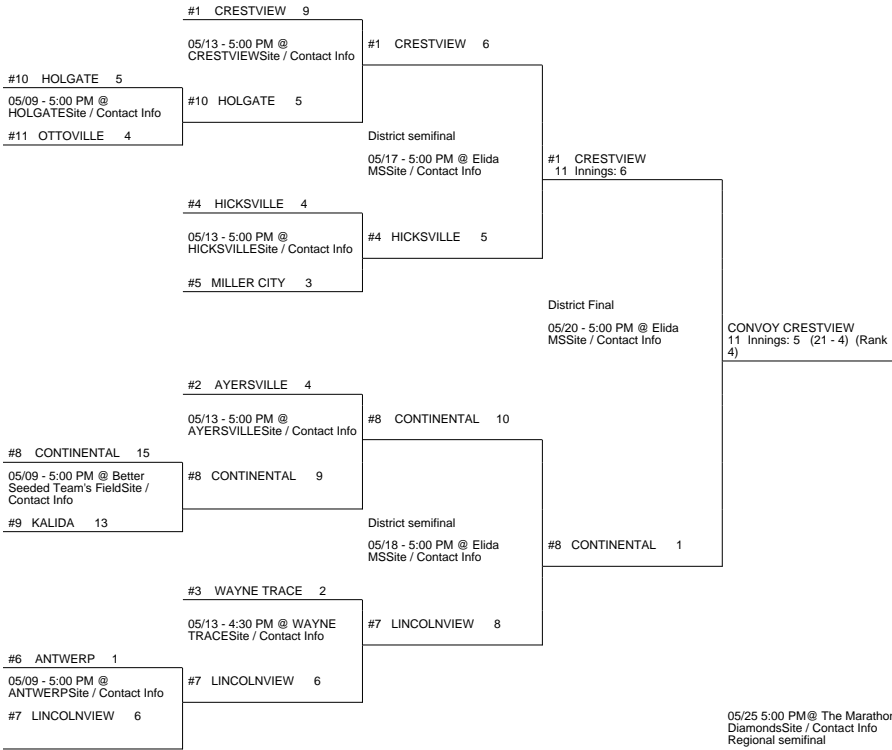 #1 CRESTVIEW 9
05/13 - 5:00 PM @
CRESTVIEWSite / Contact Info
#1 CRESTVIEW 6
#10 HOLGATE 5
05/09 - 5:00 PM @
HOLGATESite / Contact Info
#10 HOLGATE 5
#11 OTTOVILLE 4
District semifinal
05/17 - 5:00 PM @ Elida
MSSite / Contact Info
#1 CRESTVIEW
11 Innings: 6
#4 HICKSVILLE 4
05/13 - 5:00 PM @
HICKSVILLESite / Contact Info
#4 HICKSVILLE 5
#5 MILLER CITY 3
District Final
05/20 - 5:00 PM @ Elida
MSSite / Contact Info
CONVOY CRESTVIEW
11 Innings: 5 (21 - 4) (Rank
4)
#2 AYERSVILLE 4
05/13 - 5:00 PM @
AYERSVILLESite / Contact Info
#8 CONTINENTAL 10
#8 CONTINENTAL 15
05/09 - 5:00 PM @ Better
Seeded Team's FieldSite /
Contact Info
#8 CONTINENTAL 9
#9 KALIDA 13
District semifinal
05/18 - 5:00 PM @ Elida
MSSite / Contact Info
#8 CONTINENTAL 1
#3 WAYNE TRACE 2
05/13 - 4:30 PM @ WAYNE
TRACESite / Contact Info
#7 LINCOLNVIEW 8
#6 ANTWERP 1
05/09 - 5:00 PM @
ANTWERPSite / Contact Info
#7 LINCOLNVIEW 6
#7 LINCOLNVIEW 6
05/25 5:00 PM@ The Marathon
DiamondsSite / Contact Info
Regional semifinal